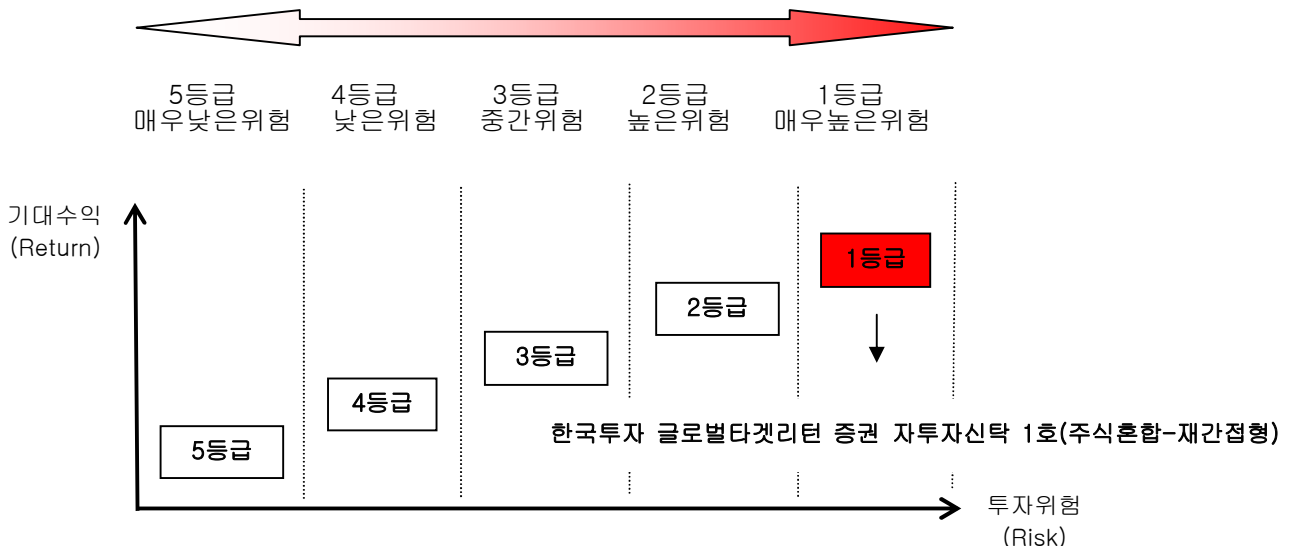 5등급 4등급 3등급 2등급 1등급
매우낮은위험 낮은위험 중간위험 높은위험 매우높은위험
기대수익
(Return)
1등급
2등급
3등급
4등급
한국투자 글로벌타겟리턴 증권 자투자신탁 1호(주식혼합-재간접형)
5등급
투자위험
(Risk)